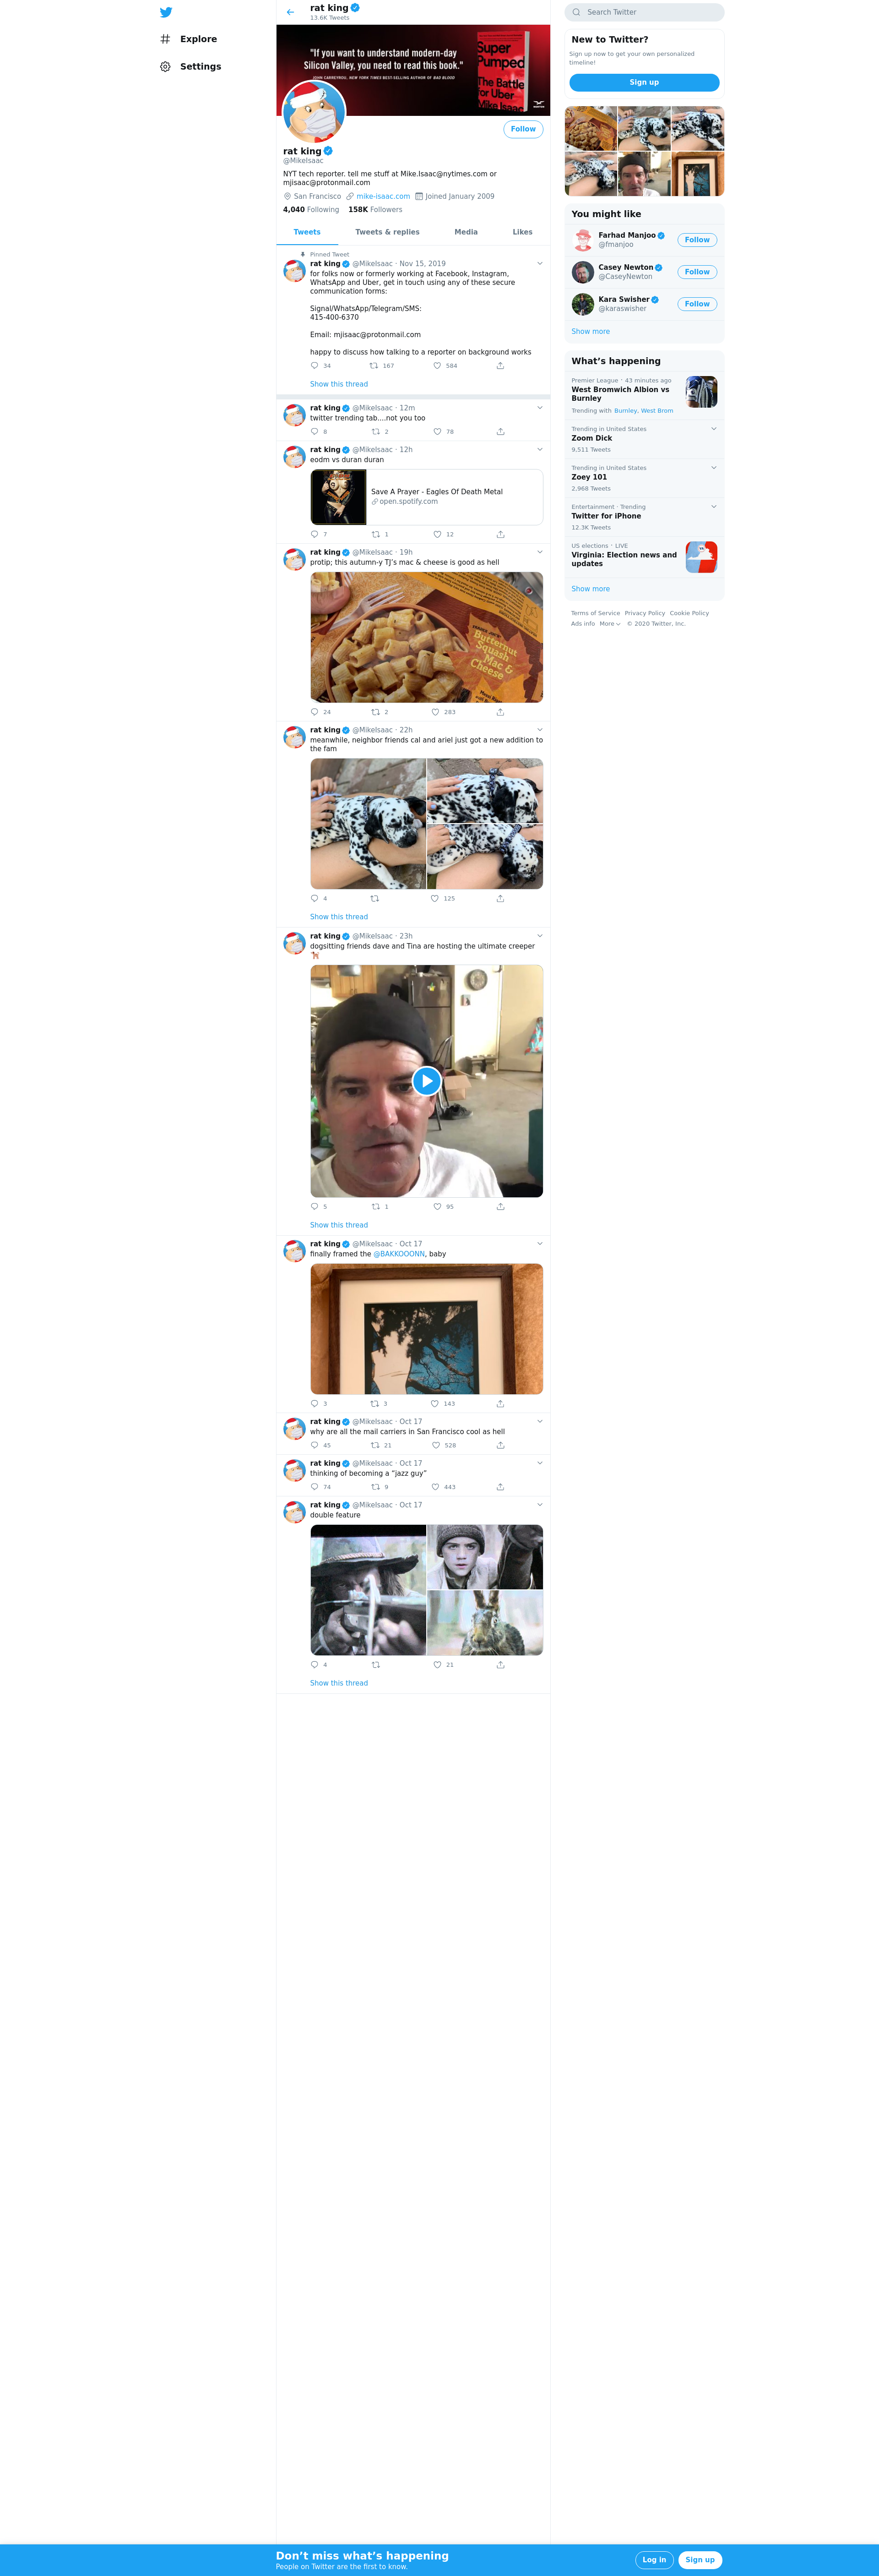 Explore
Settings
rat king
13.6K Tweets
"If you want to understand modern-day
Silicon Valley, you need to read this book."
JOHN CARREYROU, NEW YORK TIMES BEST-SELLING AUTHOR OF BAD BLOOD
Super
Pumped
The Battle
for Uber
Mike Isaac
Follow
rat king
@MikeIsaac
NYT tech reporter. tell me stuff at Mike.Isaac@nytimes.com or
mjisaac@protonmail.com
San Francisco mike-isaac.com Joined January 2009
4,040 Following 158K Followers
Tweets Tweets & replies Media Likes
Pinned Tweet
rat king @MikeIsaac · Nov 15, 2019
for folks now or formerly working at Facebook, Instagram,
WhatsApp and Uber, get in touch using any of these secure
communication forms:
Signal/WhatsApp/Telegram/SMS:
415-400-6370
Email: mjisaac@protonmail.com
happy to discuss how talking to a reporter on background works
34 167 584
Show this thread
rat king @MikeIsaac · 12m
twitter trending tab....not you too
8 2 78
rat king @MikeIsaac · 12h
eodm vs duran duran
Save A Prayer - Eagles Of Death Metal
open.spotify.com
7 1 12
rat king @MikeIsaac · 19h
protip; this autumn-y TJ's mac & cheese is good as hell
Butternut
Squash
Mac &
Cheese
24 2 283
rat king @MikeIsaac · 22h
meanwhile, neighbor friends cal and ariel just got a new addition to
the fam
4 125
Show this thread
rat king @MikeIsaac · 23h
dogsitting friends dave and Tina are hosting the ultimate creeper
5 1 95
Show this thread
rat king @MikeIsaac · Oct 17
finally framed the @BAKKOOONN, baby
3 3 143
rat king @MikeIsaac · Oct 17
why are all the mail carriers in San Francisco cool as hell
45 21 528
rat king @MikeIsaac · Oct 17
thinking of becoming a "jazz guy"
74 9 443
rat king @MikeIsaac · Oct 17
double feature
4 21
Show this thread
Search Twitter
New to Twitter?
Sign up now to get your own personalized
timeline!
Sign up
You might like
Farhad Manjoo
@fmanjoo
Follow
Casey Newton
@CaseyNewton
Follow
Kara Swisher
@karaswisher
Follow
Show more
What's happening
Premier League · 43 minutes ago
West Bromwich Albion vs
Burnley
Trending with Burnley, West Brom
Trending in United States
Zoom Dick
9,511 Tweets
Trending in United States
Zoey 101
2,968 Tweets
Entertainment · Trending
Twitter for iPhone
12.3K Tweets
US elections · LIVE
Virginia: Election news and
updates
Show more
Terms of Service Privacy Policy Cookie Policy
Ads info More © 2020 Twitter, Inc.
Don't miss what's happening
People on Twitter are the first to know.
Log in Sign up